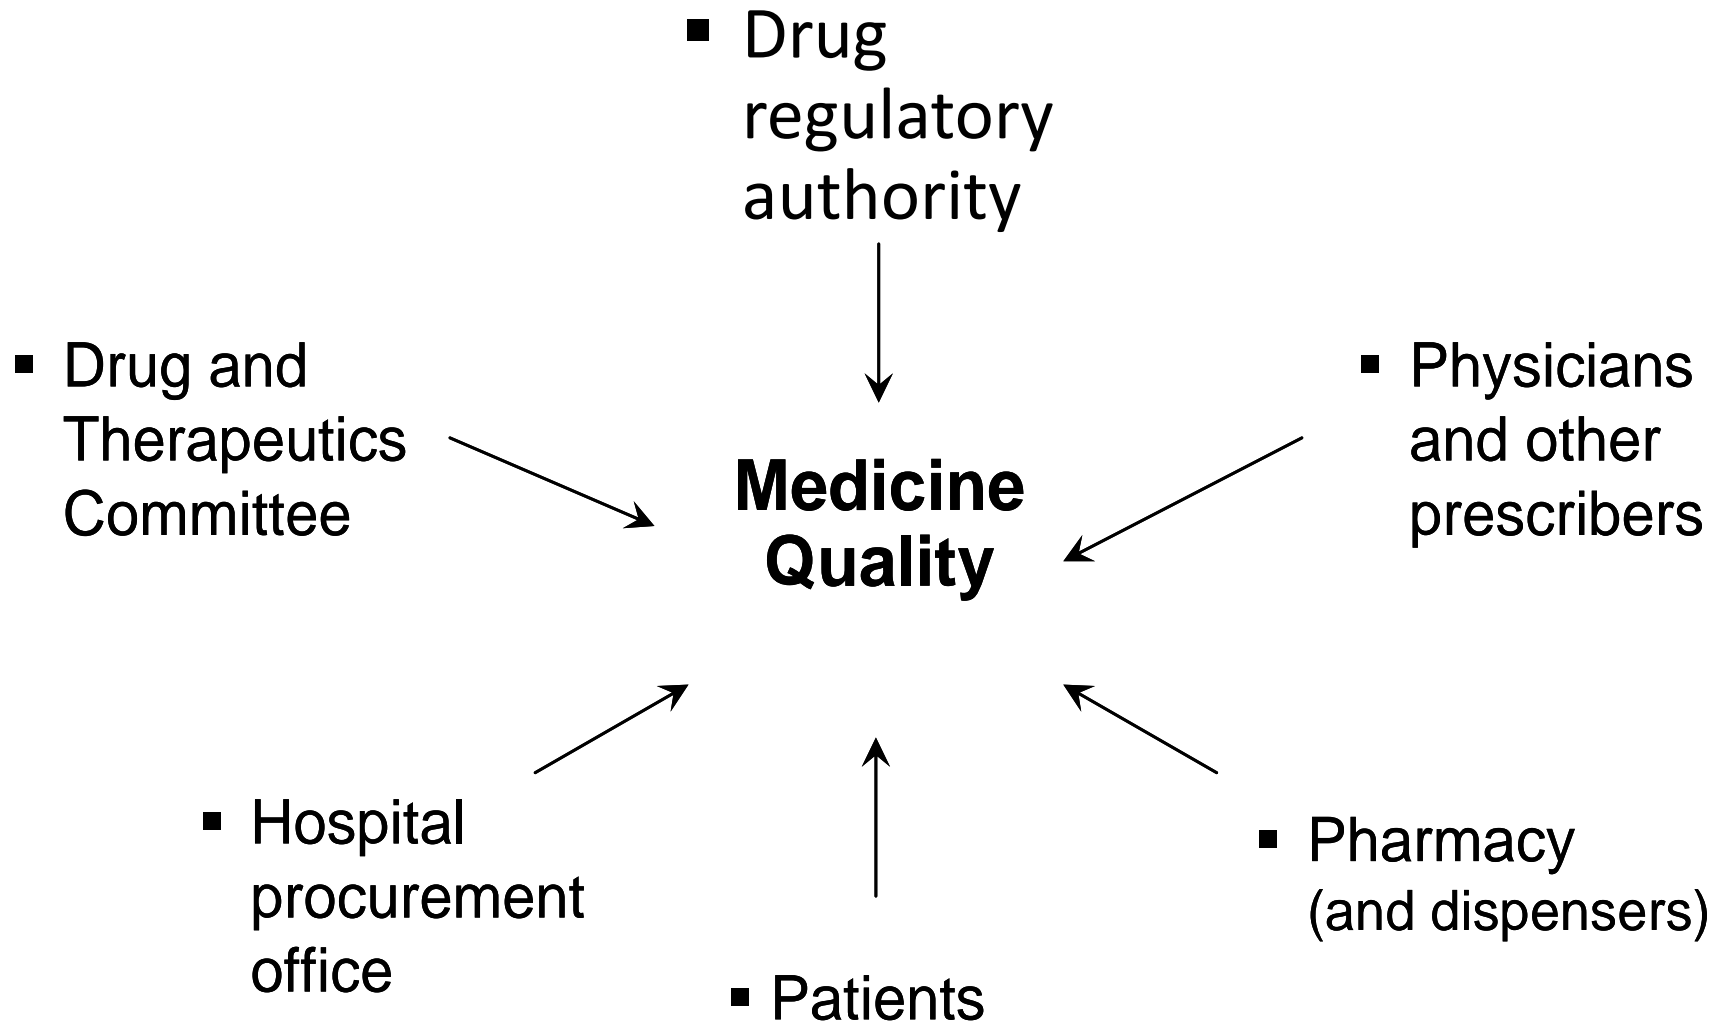 ▪ Drug
regulatory
authority
▪ Drug and
Therapeutics
Committee
▪ Physicians
and other
prescribers
Medicine
Quality
▪ Hospital
procurement
office
▪ Patients
▪ Pharmacy
(and dispensers)